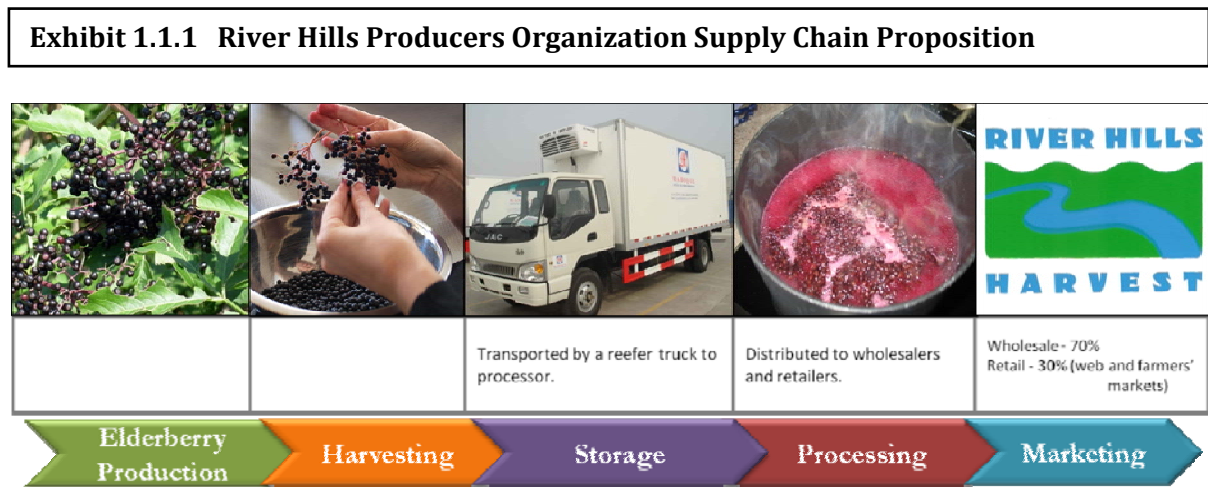 Exhibit 1.1.1 River Hills Producers Organization Supply Chain Proposition
JAC
RIVER HILLS
HARVEST
Transported by a reefer truck to
processor.
Distributed to wholesalers
and retailers.
Wholesale - 70%
Retail - 30% (web and farmers'
markets)
Elderberry
Production
Harvesting
Storage
Processing
Marketing